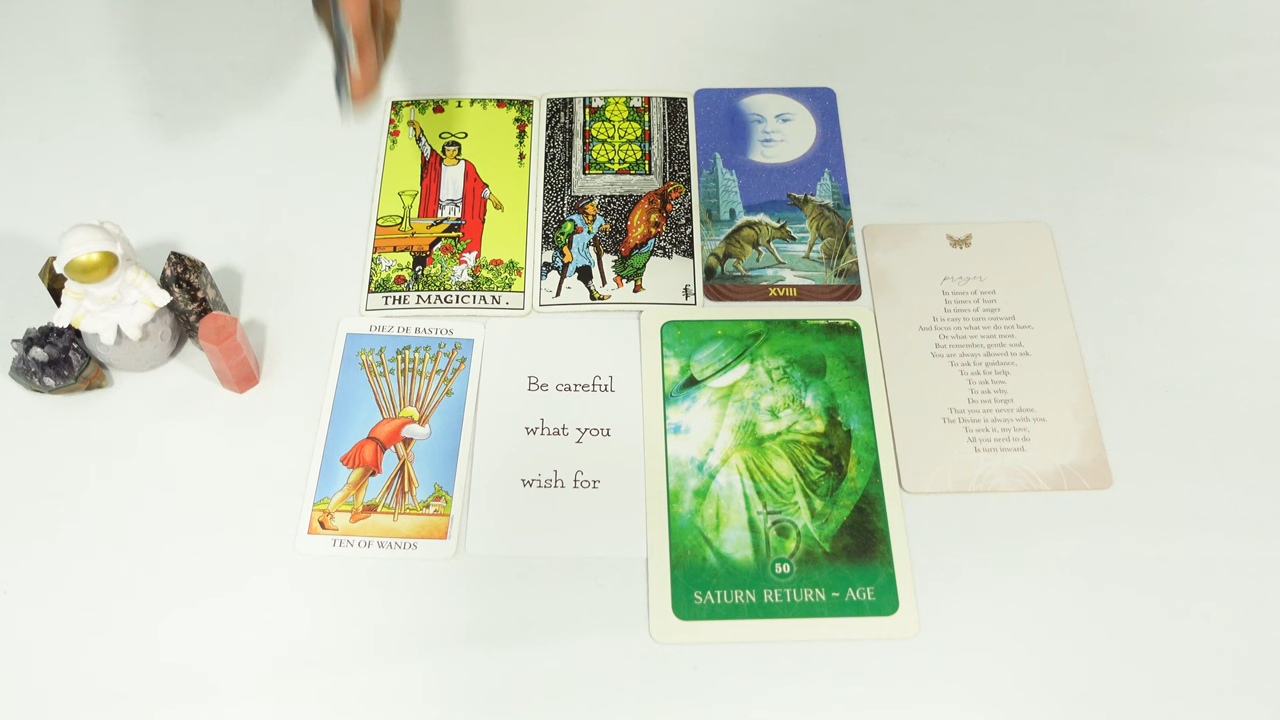 I
THE MAGICIAN.
XVIII
DIEZ DE BASTOS
TEN OF WANDS
Be careful
what you
wish for
50
SATURN RETURN ~ AGE
prayer
In times of need
In times of hurt
In times of anger
It is easy to turn outward
And focus on what we do not have,
Or what we want most.
But remember, gentle soul,
You are always allowed to ask.
To ask for guidance,
To ask for help.
To ask how.
To ask why.
Do not forget
That you are never alone.
The Divine is always with you.
To seek it, my love,
All you need to do
Is turn inward.